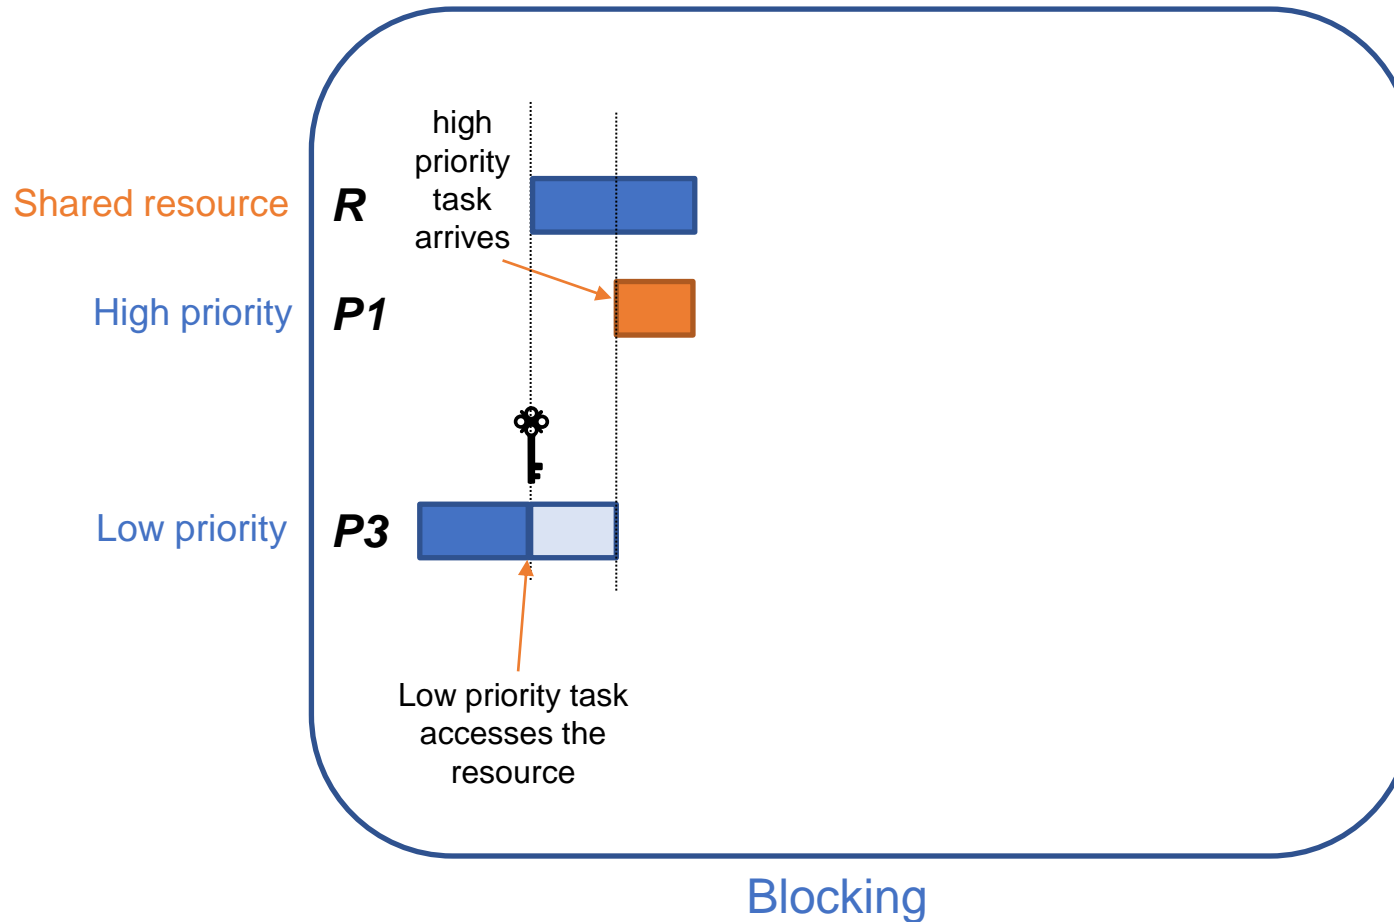 high
priority
task
arrives
Shared resource R
High priority P1
Low priority P3
Low priority task
accesses the
resource
Blocking